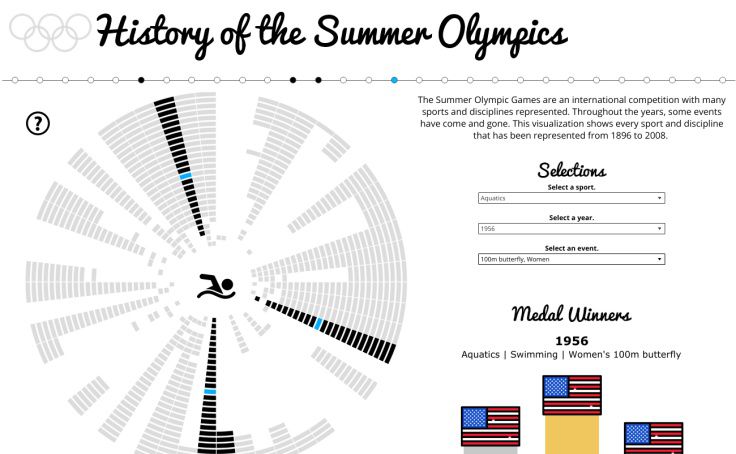 History of the Summer Olympics
?
The Summer Olympic Games are an international competition with many
sports and disciplines represented. Throughout the years, some events
have come and gone. This visualization shows every sport and discipline
that has been represented from 1896 to 2008.
Selections
Select a sport.
Aquatics
Select a year.
1956
Select an event.
100m butterfly, Women
Medal Winners
1956
Aquatics | Swimming | Women's 100m butterfly